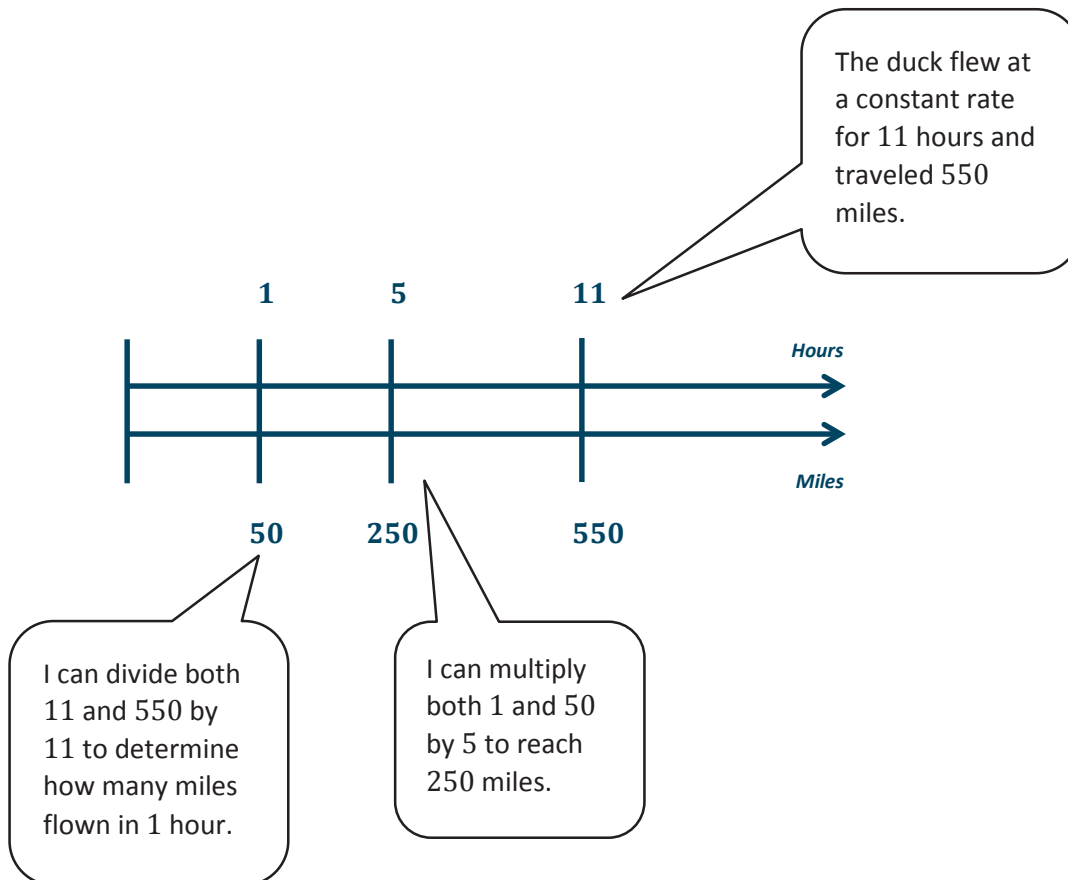 The duck flew at
a constant rate
for 11 hours and
traveled 550
miles.
1 5 11
Hours
Miles
50 250 550
I can divide both
11 and 550 by
11 to determine
how many miles
flown in 1 hour.
I can multiply
both 1 and 50
by 5 to reach
250 miles.